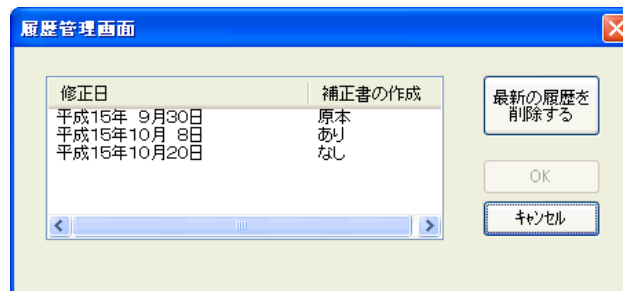 履歴管理画面
修正日 補正書の作成
平成15年 9月30日 原本
平成15年10月 8日 あり
平成15年10月20日 なし
最新の履歴を
削除する
OK
ｷｬﾝｾﾙ